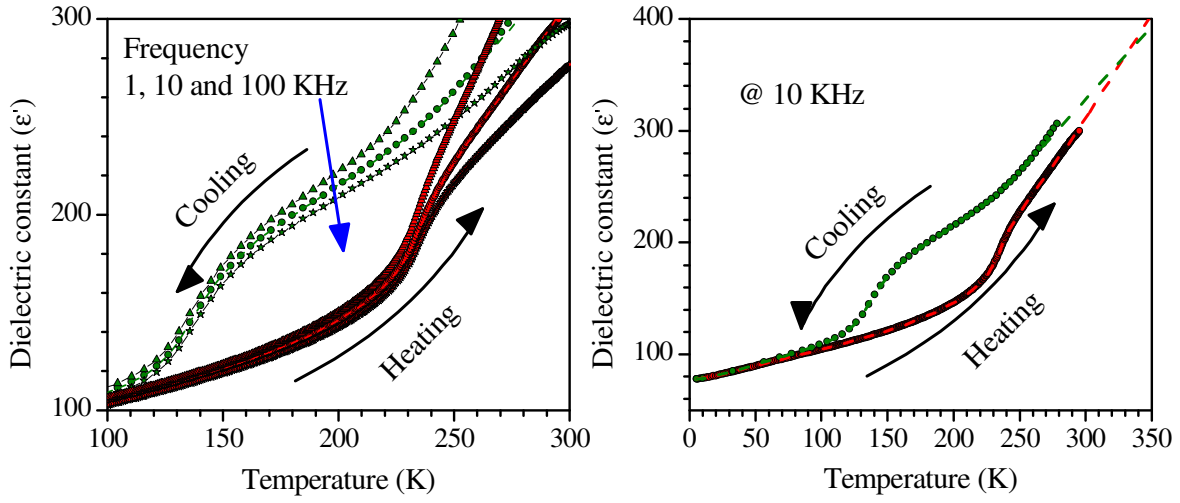 Frequency
1, 10 and 100 KHz
Cooling
Heating
300
200
100
100 150 200 250 300
Temperature (K)
Dielectric constant (ε')
@ 10 KHz
Cooling
Heating
400
300
200
100
0 50 100 150 200 250 300 350
Temperature (K)
Dielectric constant (ε')